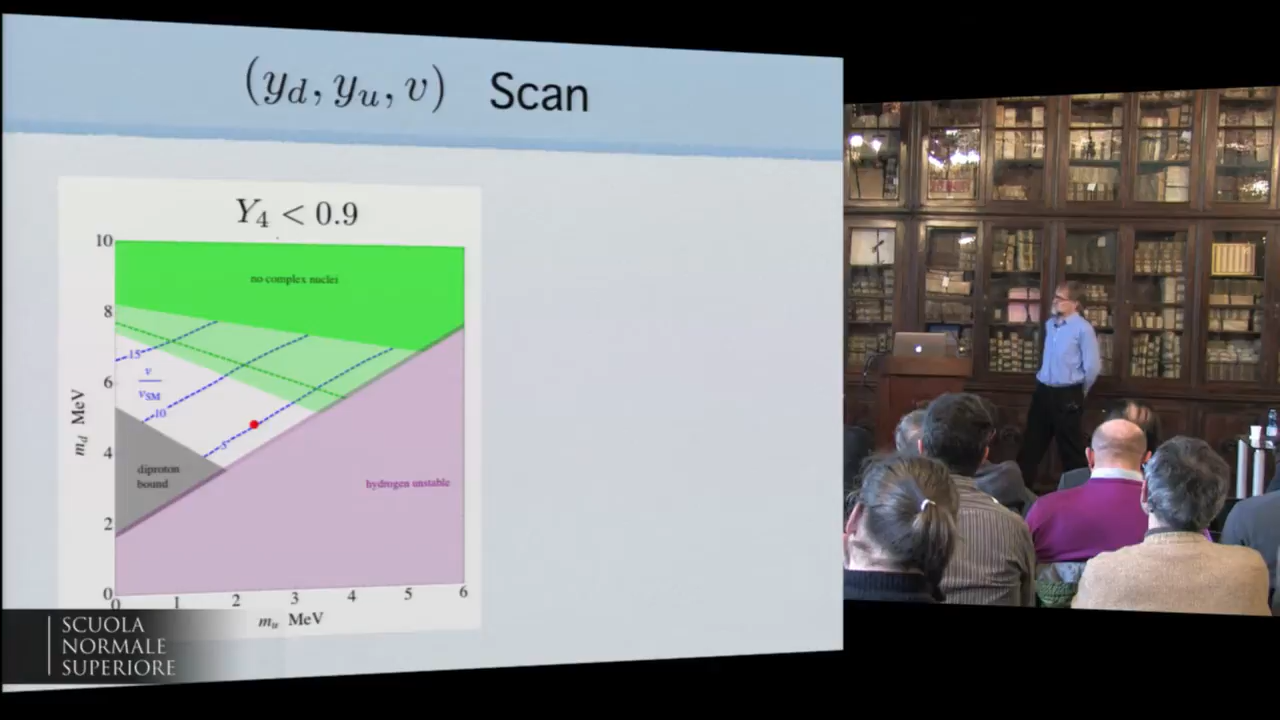 (y_d, y_u, v) Scan
Y_4 < 0.9
10
8
6
4
2
0
no complex nuclei
15
v
v_SM
10
5
diproton
bound
hydrogen unstable
m_d MeV
0 1 2 3 4 5 6
m_u MeV
SCUOLA
NORMALE
SUPERIORE